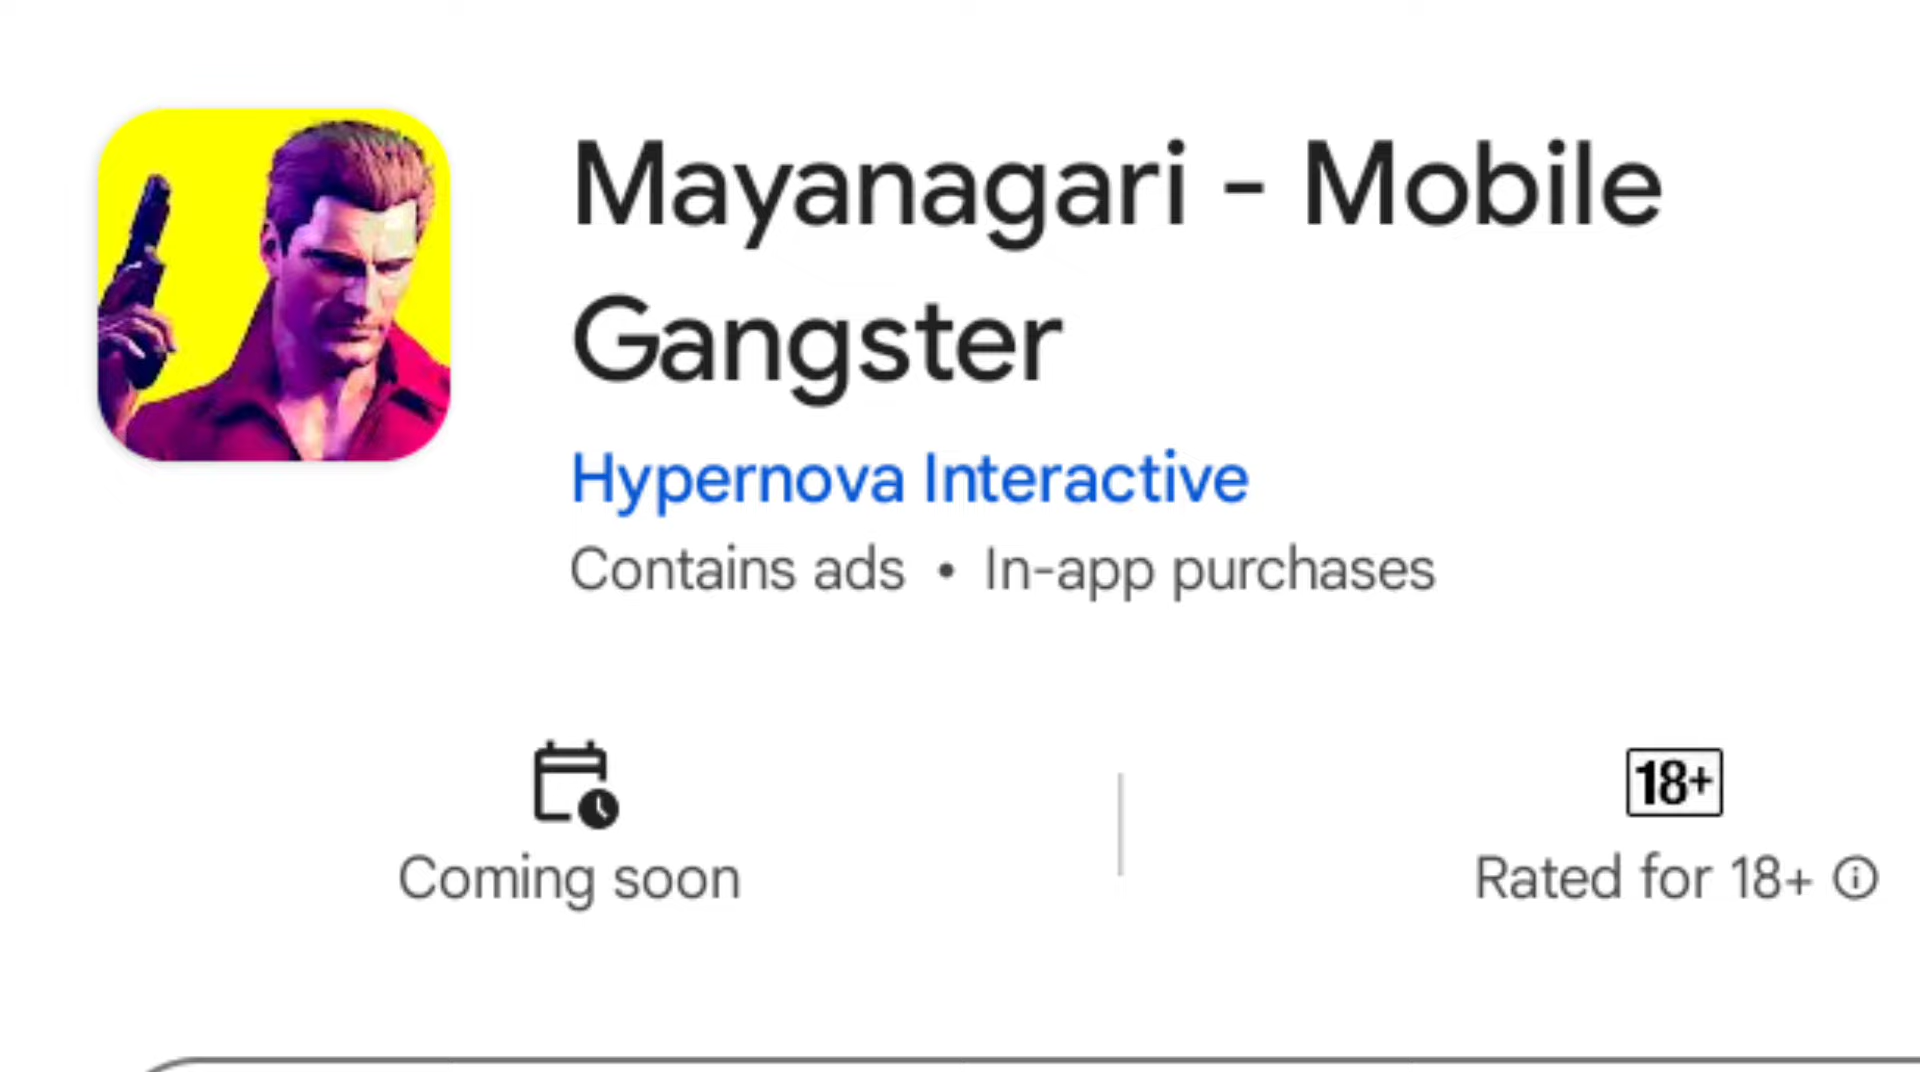 Mayanagari - Mobile
Gangster
Hypernova Interactive
Contains ads • In-app purchases
18+
Coming soon
Rated for 18+